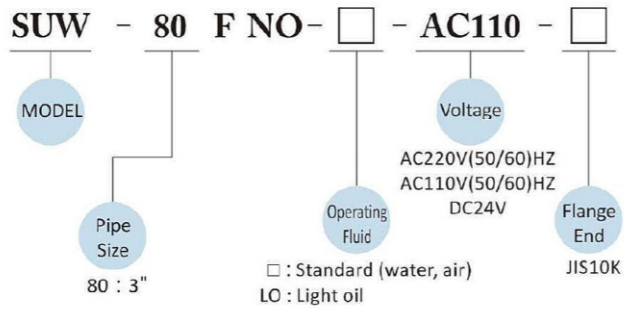 SUW - 80 F NO-□ - AC110 - □
MODEL
Voltage
AC220V(50/60)HZ
AC110V(50/60)HZ
DC24V
Pipe
Size
80 : 3"
Operating
Fluid
□ : Standard (water, air)
LO : Light oil
Flange
End
JIS10K